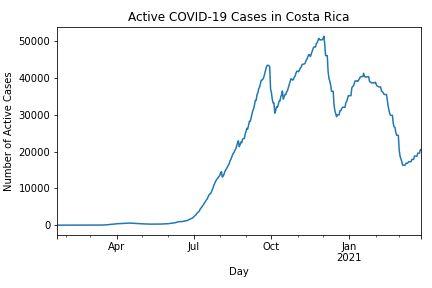 Active COVID-19 Cases in Costa Rica
Number of Active Cases
50000
40000
30000
20000
10000
0
Apr Jul Oct Jan
2021
Day